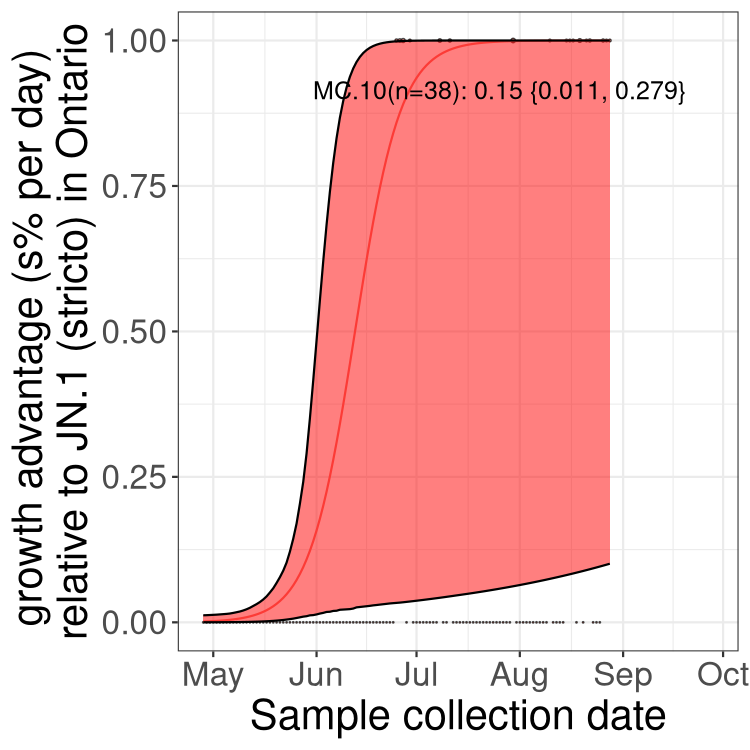 growth advantage (s% per day)
relative to JN.1 (stricto) in Ontario
1.00
0.75
0.50
0.25
0.00
MC.10(n=38): 0.15 {0.011, 0.279}
May Jun Jul Aug Sep Oct
Sample collection date